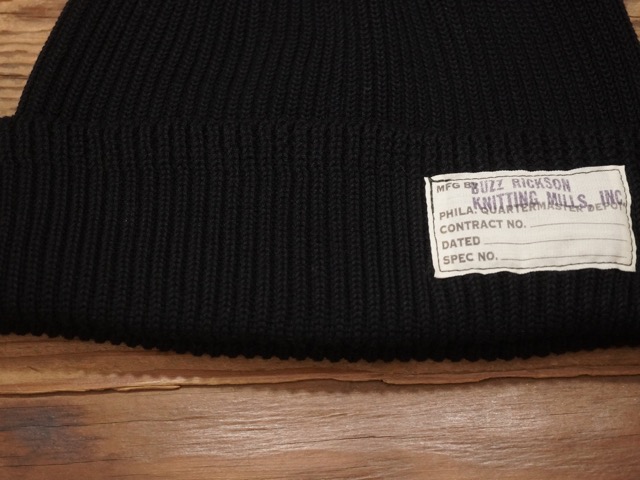 MFG BY BUZZ RICKSON
KNITTING MILLS, INC.
PHILA. QUARTERMASTER DEPOT
CONTRACT NO.
DATED
SPEC NO.